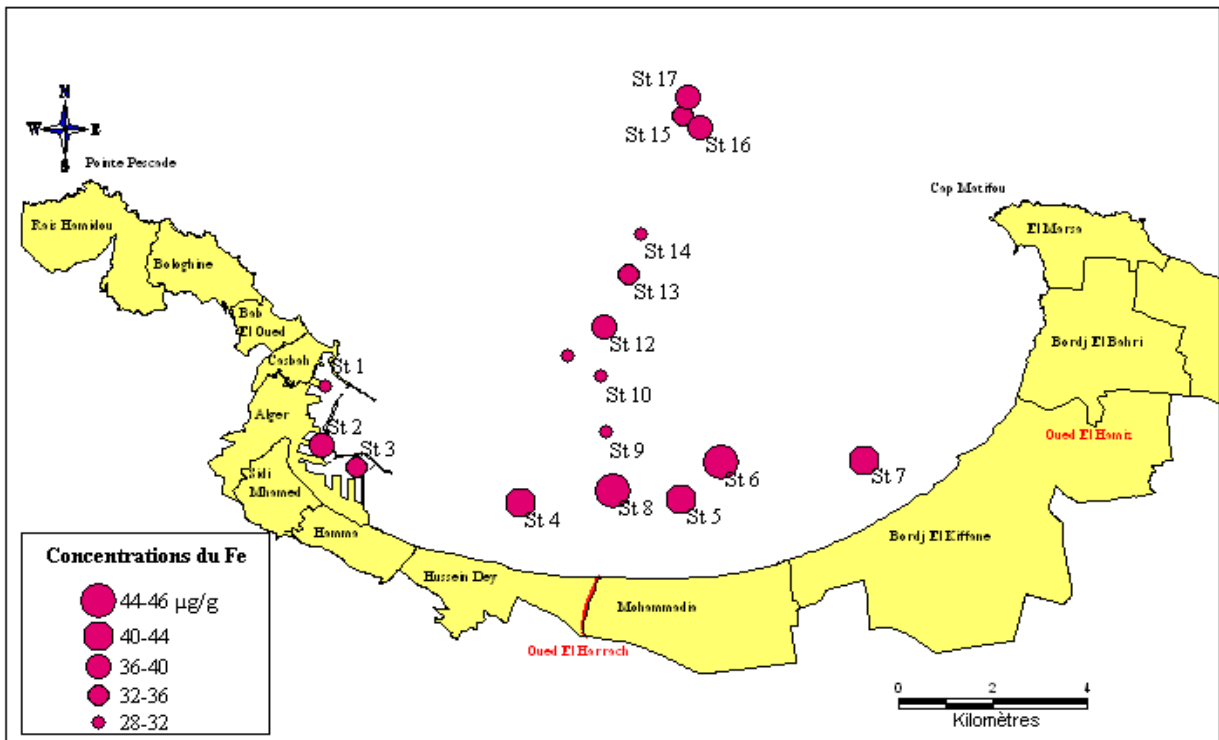 St 17
N
W E
St 15
St 16
S
Pointe Pescade
Cap Matifou
Rais Hamidou
El Marsa
St 14
Bologhine
St 13
Bab
El Oued
St 12
Bordj El Bahri
Casbah
St 1
St 10
Alger
St 2
St 9
Oued El Hamiz
St 3
St 6
St 7
Sidi
Mhamed
St 4
St 8
St 5
Hamma
Bordj El Kiffane
Concentrations du Fe
Hussein Dey
44-46 µg/g
Mohammadia
40-44
Oued El Harrach
36-40
32-36
0 2 4
28-32
Kilomètres